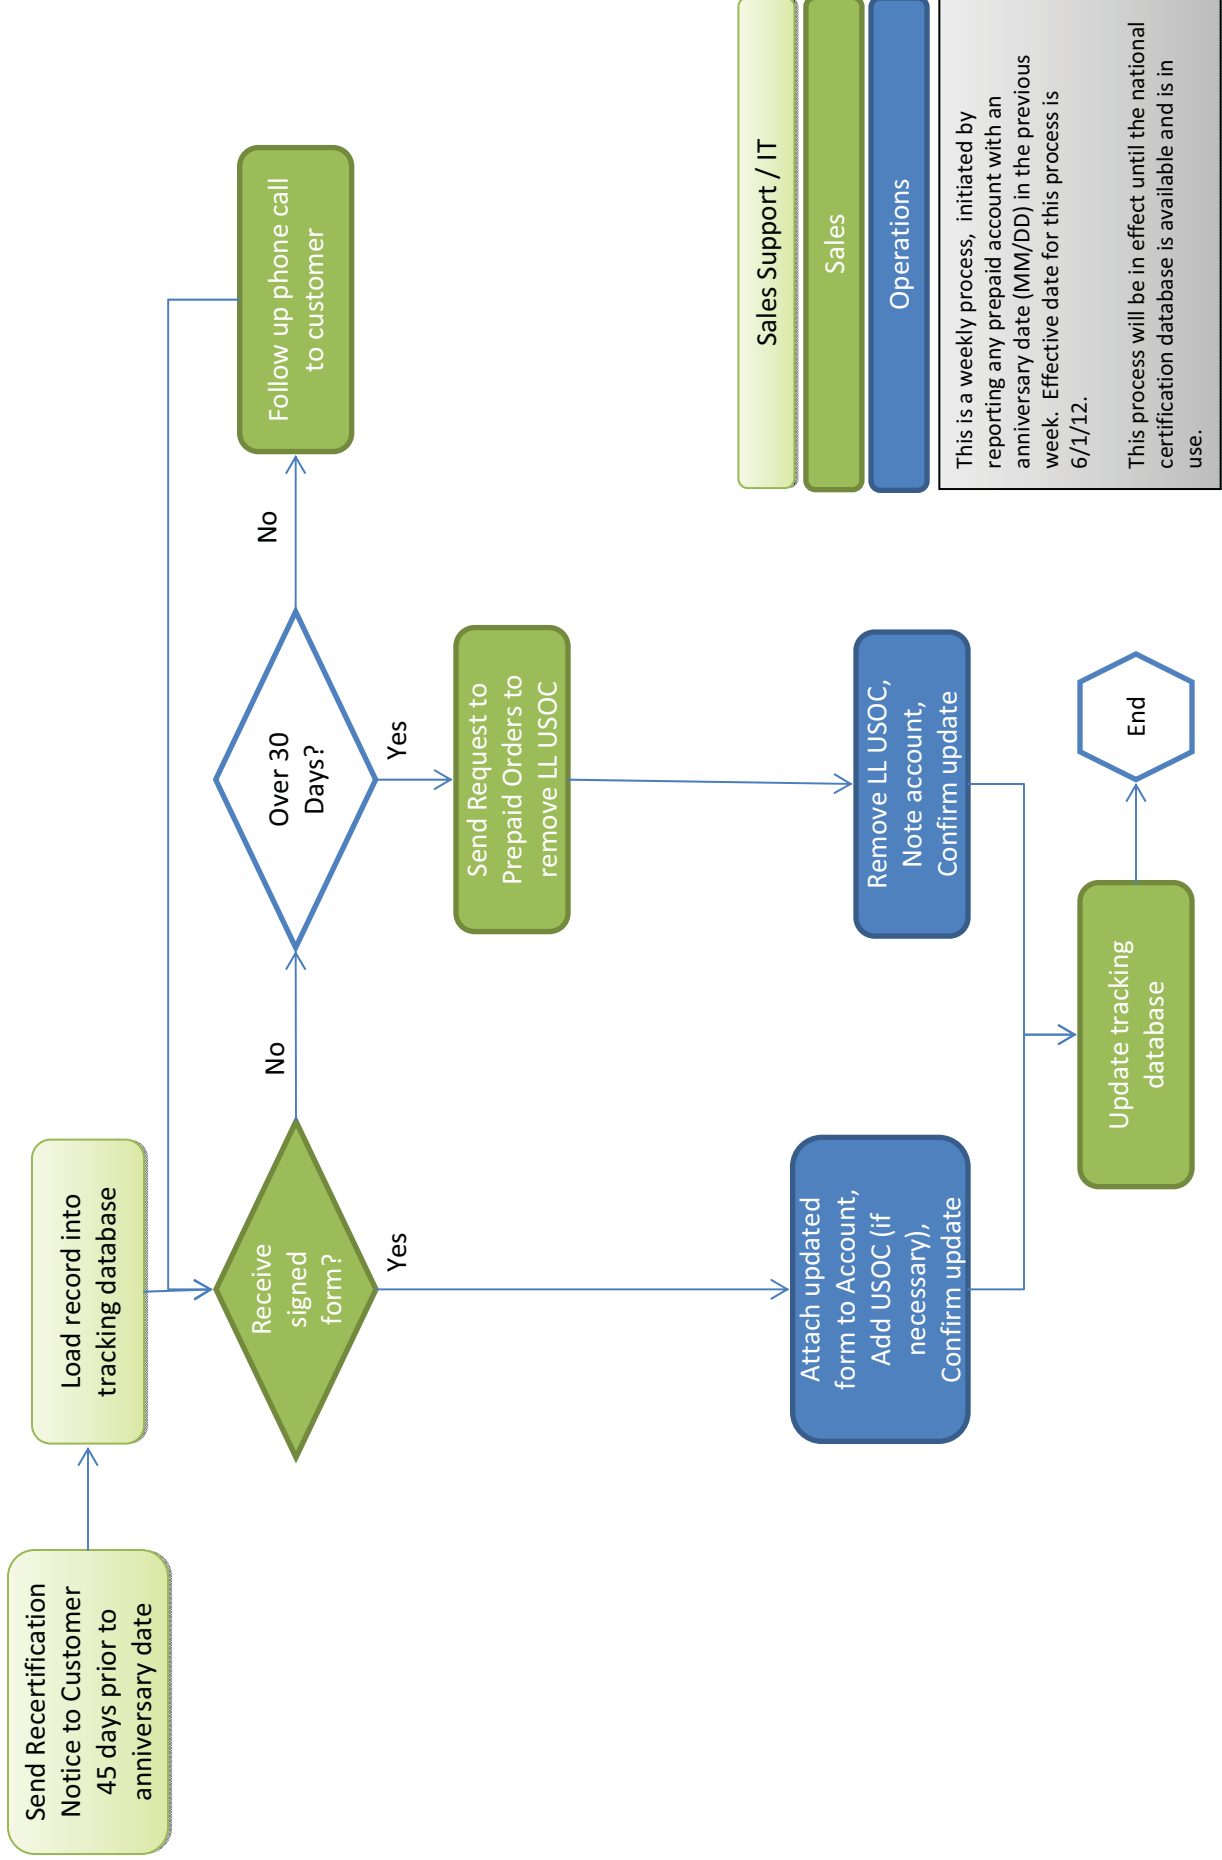 Send Recertification
Notice to Customer
45 days prior to
anniversary date
Load record into
tracking database
Receive
signed
form?
No
Yes
Over 30
Days?
No
Yes
Follow up phone call
to customer
Send Request to
Prepaid Orders to
remove LL USOC
Attach updated
form to Account,
Add USOC (if
necessary),
Confirm update
Remove LL USOC,
Note account,
Confirm update
Update tracking
database
End
Sales Support / IT
Sales
Operations
This is a weekly process, initiated by
reporting any prepaid account with an
anniversary date (MM/DD) in the previous
week. Effective date for this process is
6/1/12.
This process will be in effect until the national
certification database is available and is in
use.